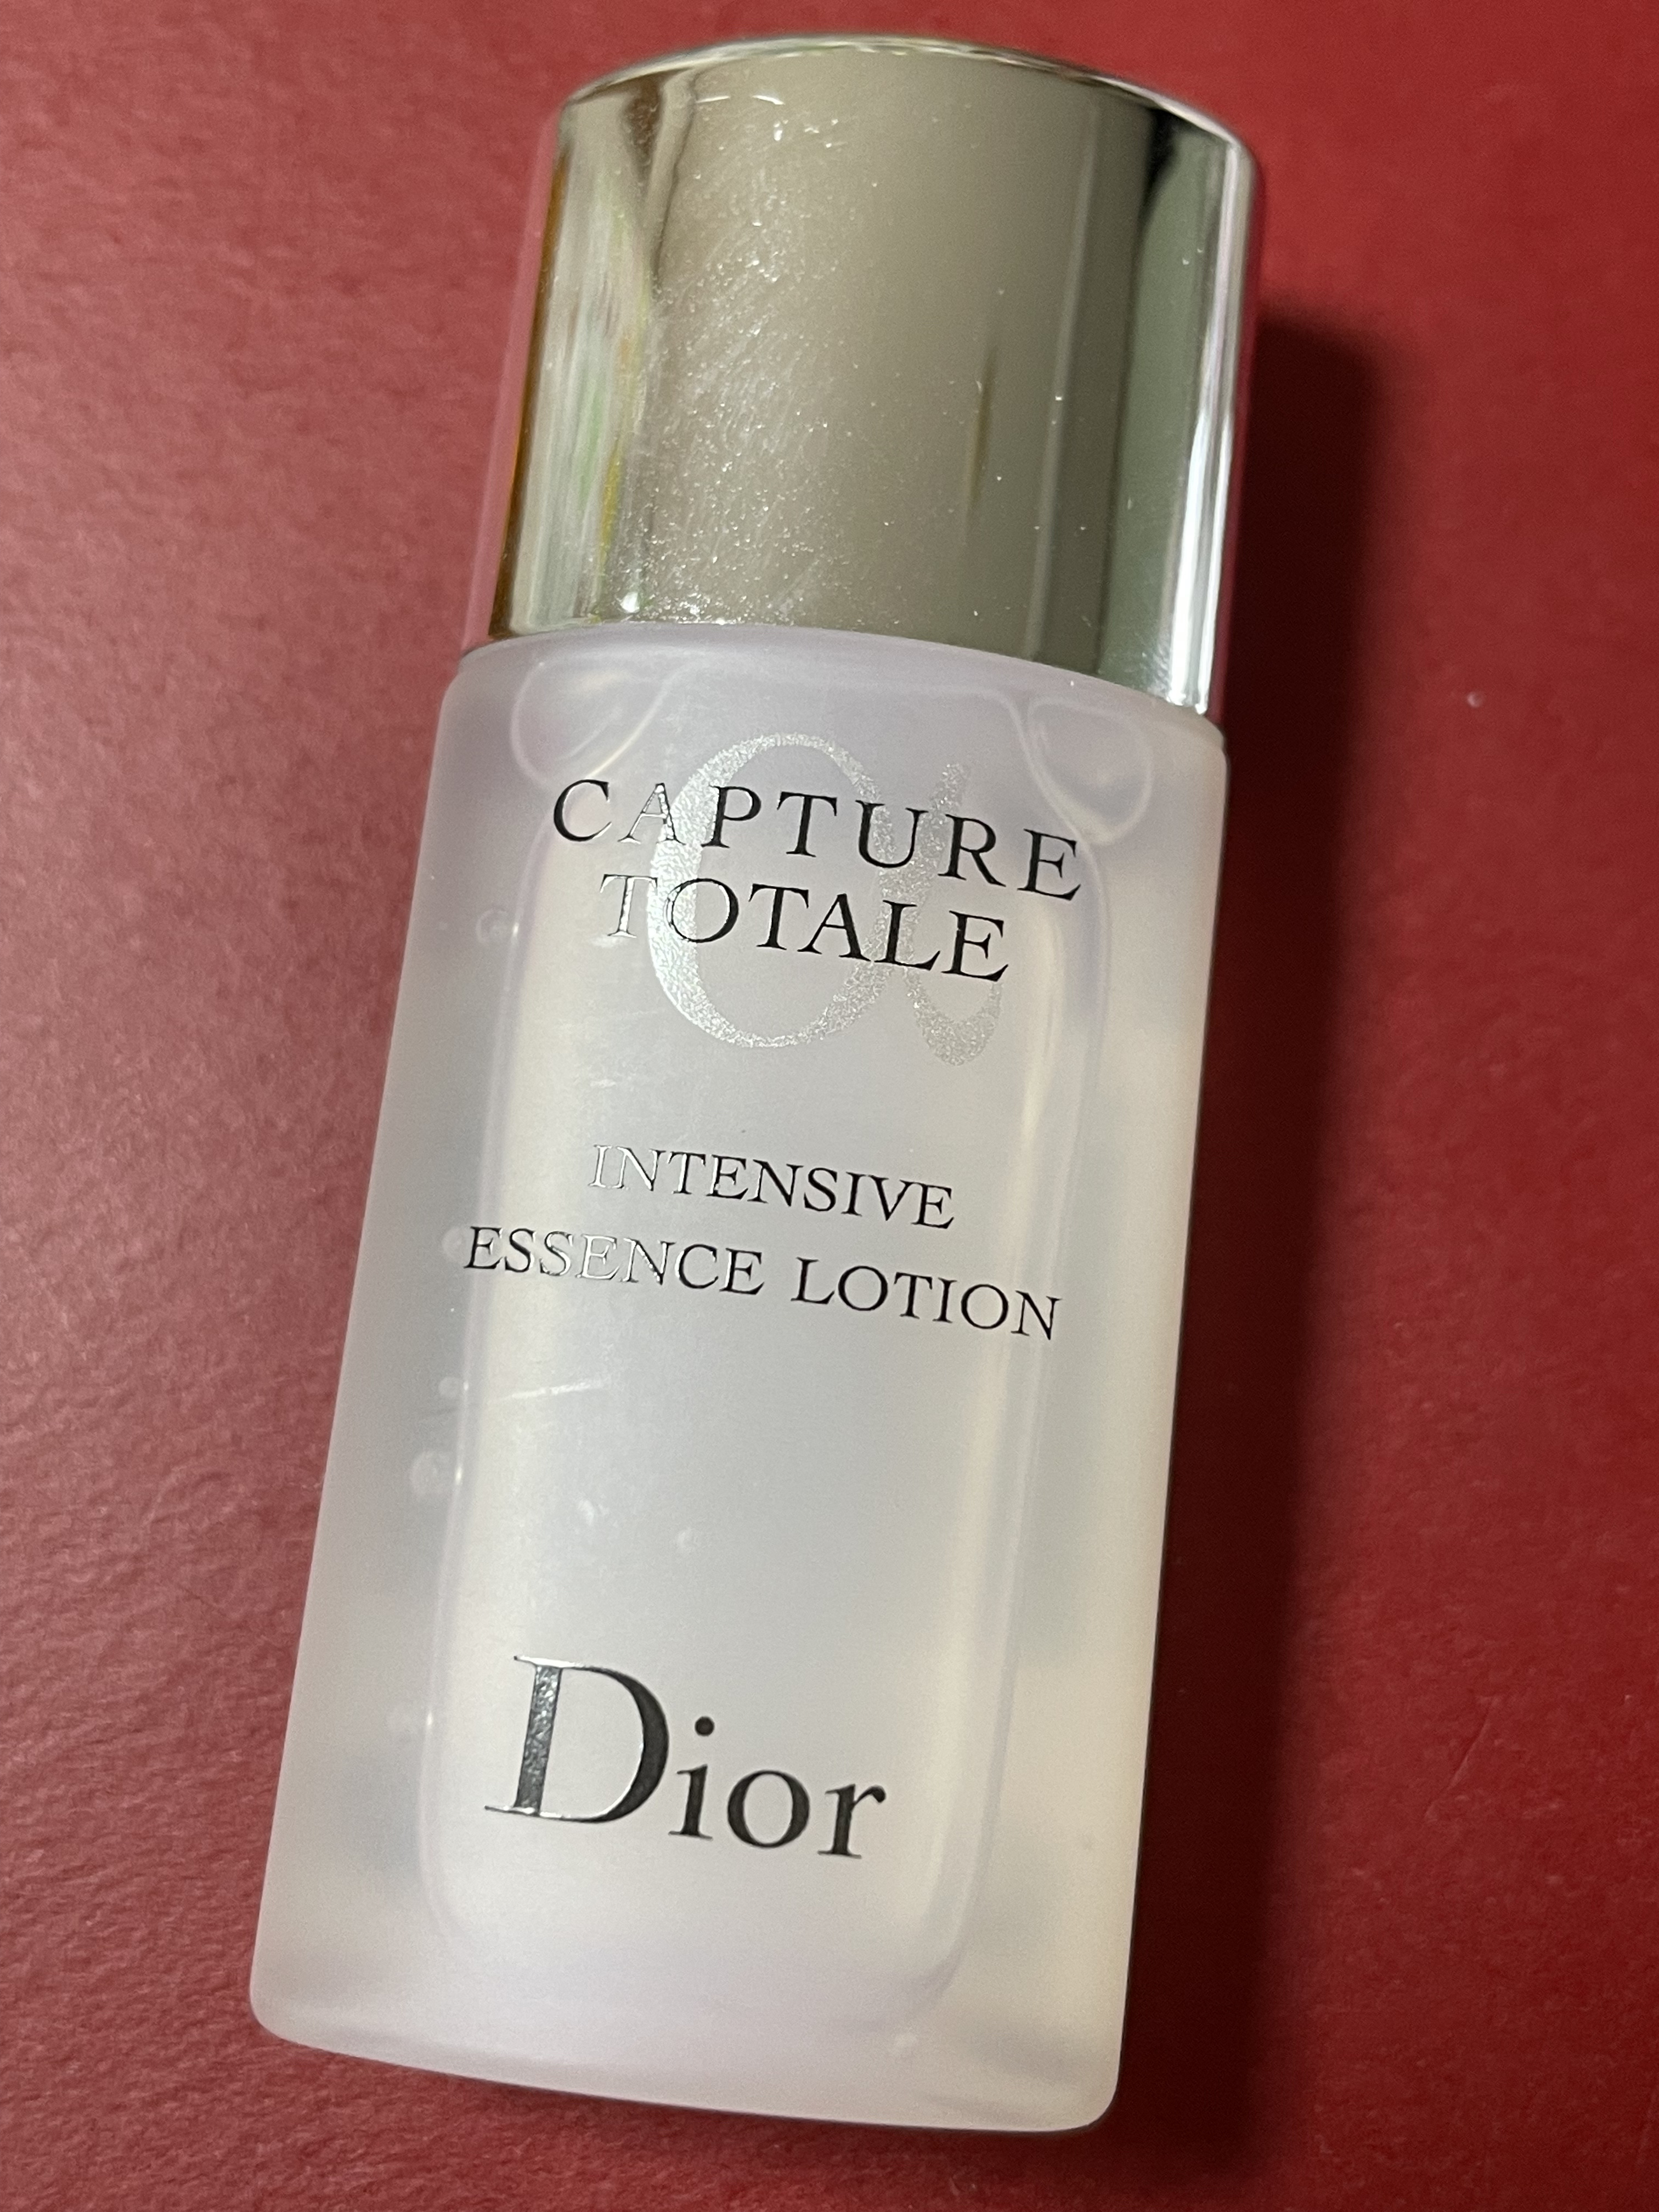 CAPTURE
TOTALE
INTENSIVE
ESSENCE LOTION
Dior